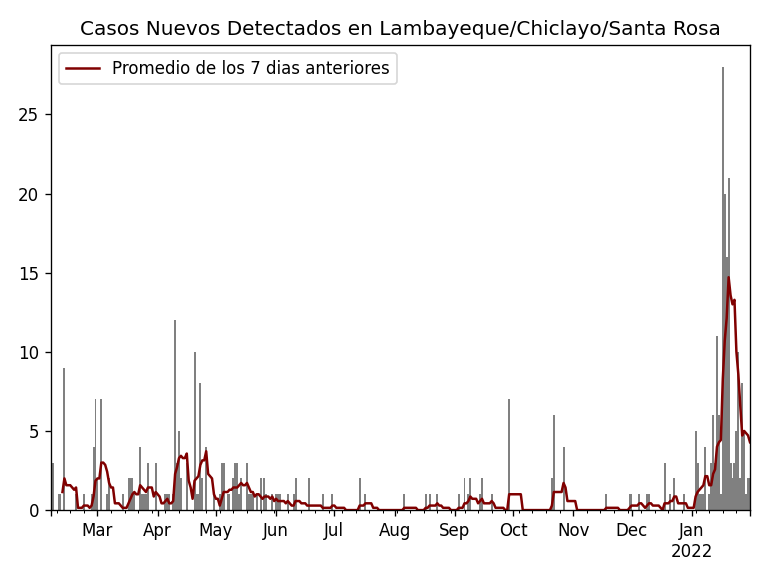 Casos Nuevos Detectados en Lambayeque/Chiclayo/Santa Rosa
Promedio de los 7 dias anteriores
25
20
15
10
5
0
Mar Apr May Jun Jul Aug Sep Oct Nov Dec Jan
2022